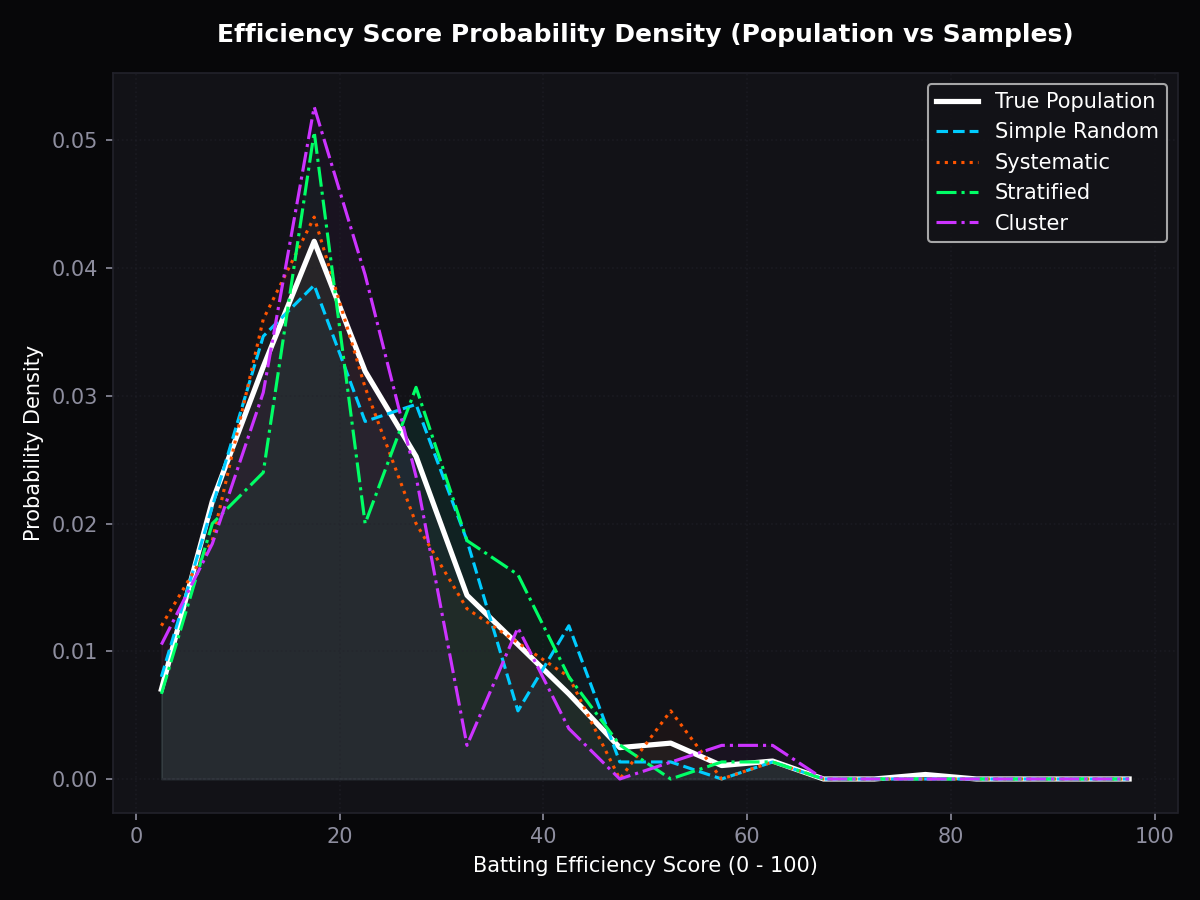 Efficiency Score Probability Density (Population vs Samples)
True Population
Simple Random
Systematic
Stratified
Cluster
Probability Density
0.05
0.04
0.03
0.02
0.01
0.00
0 20 40 60 80 100
Batting Efficiency Score (0 - 100)